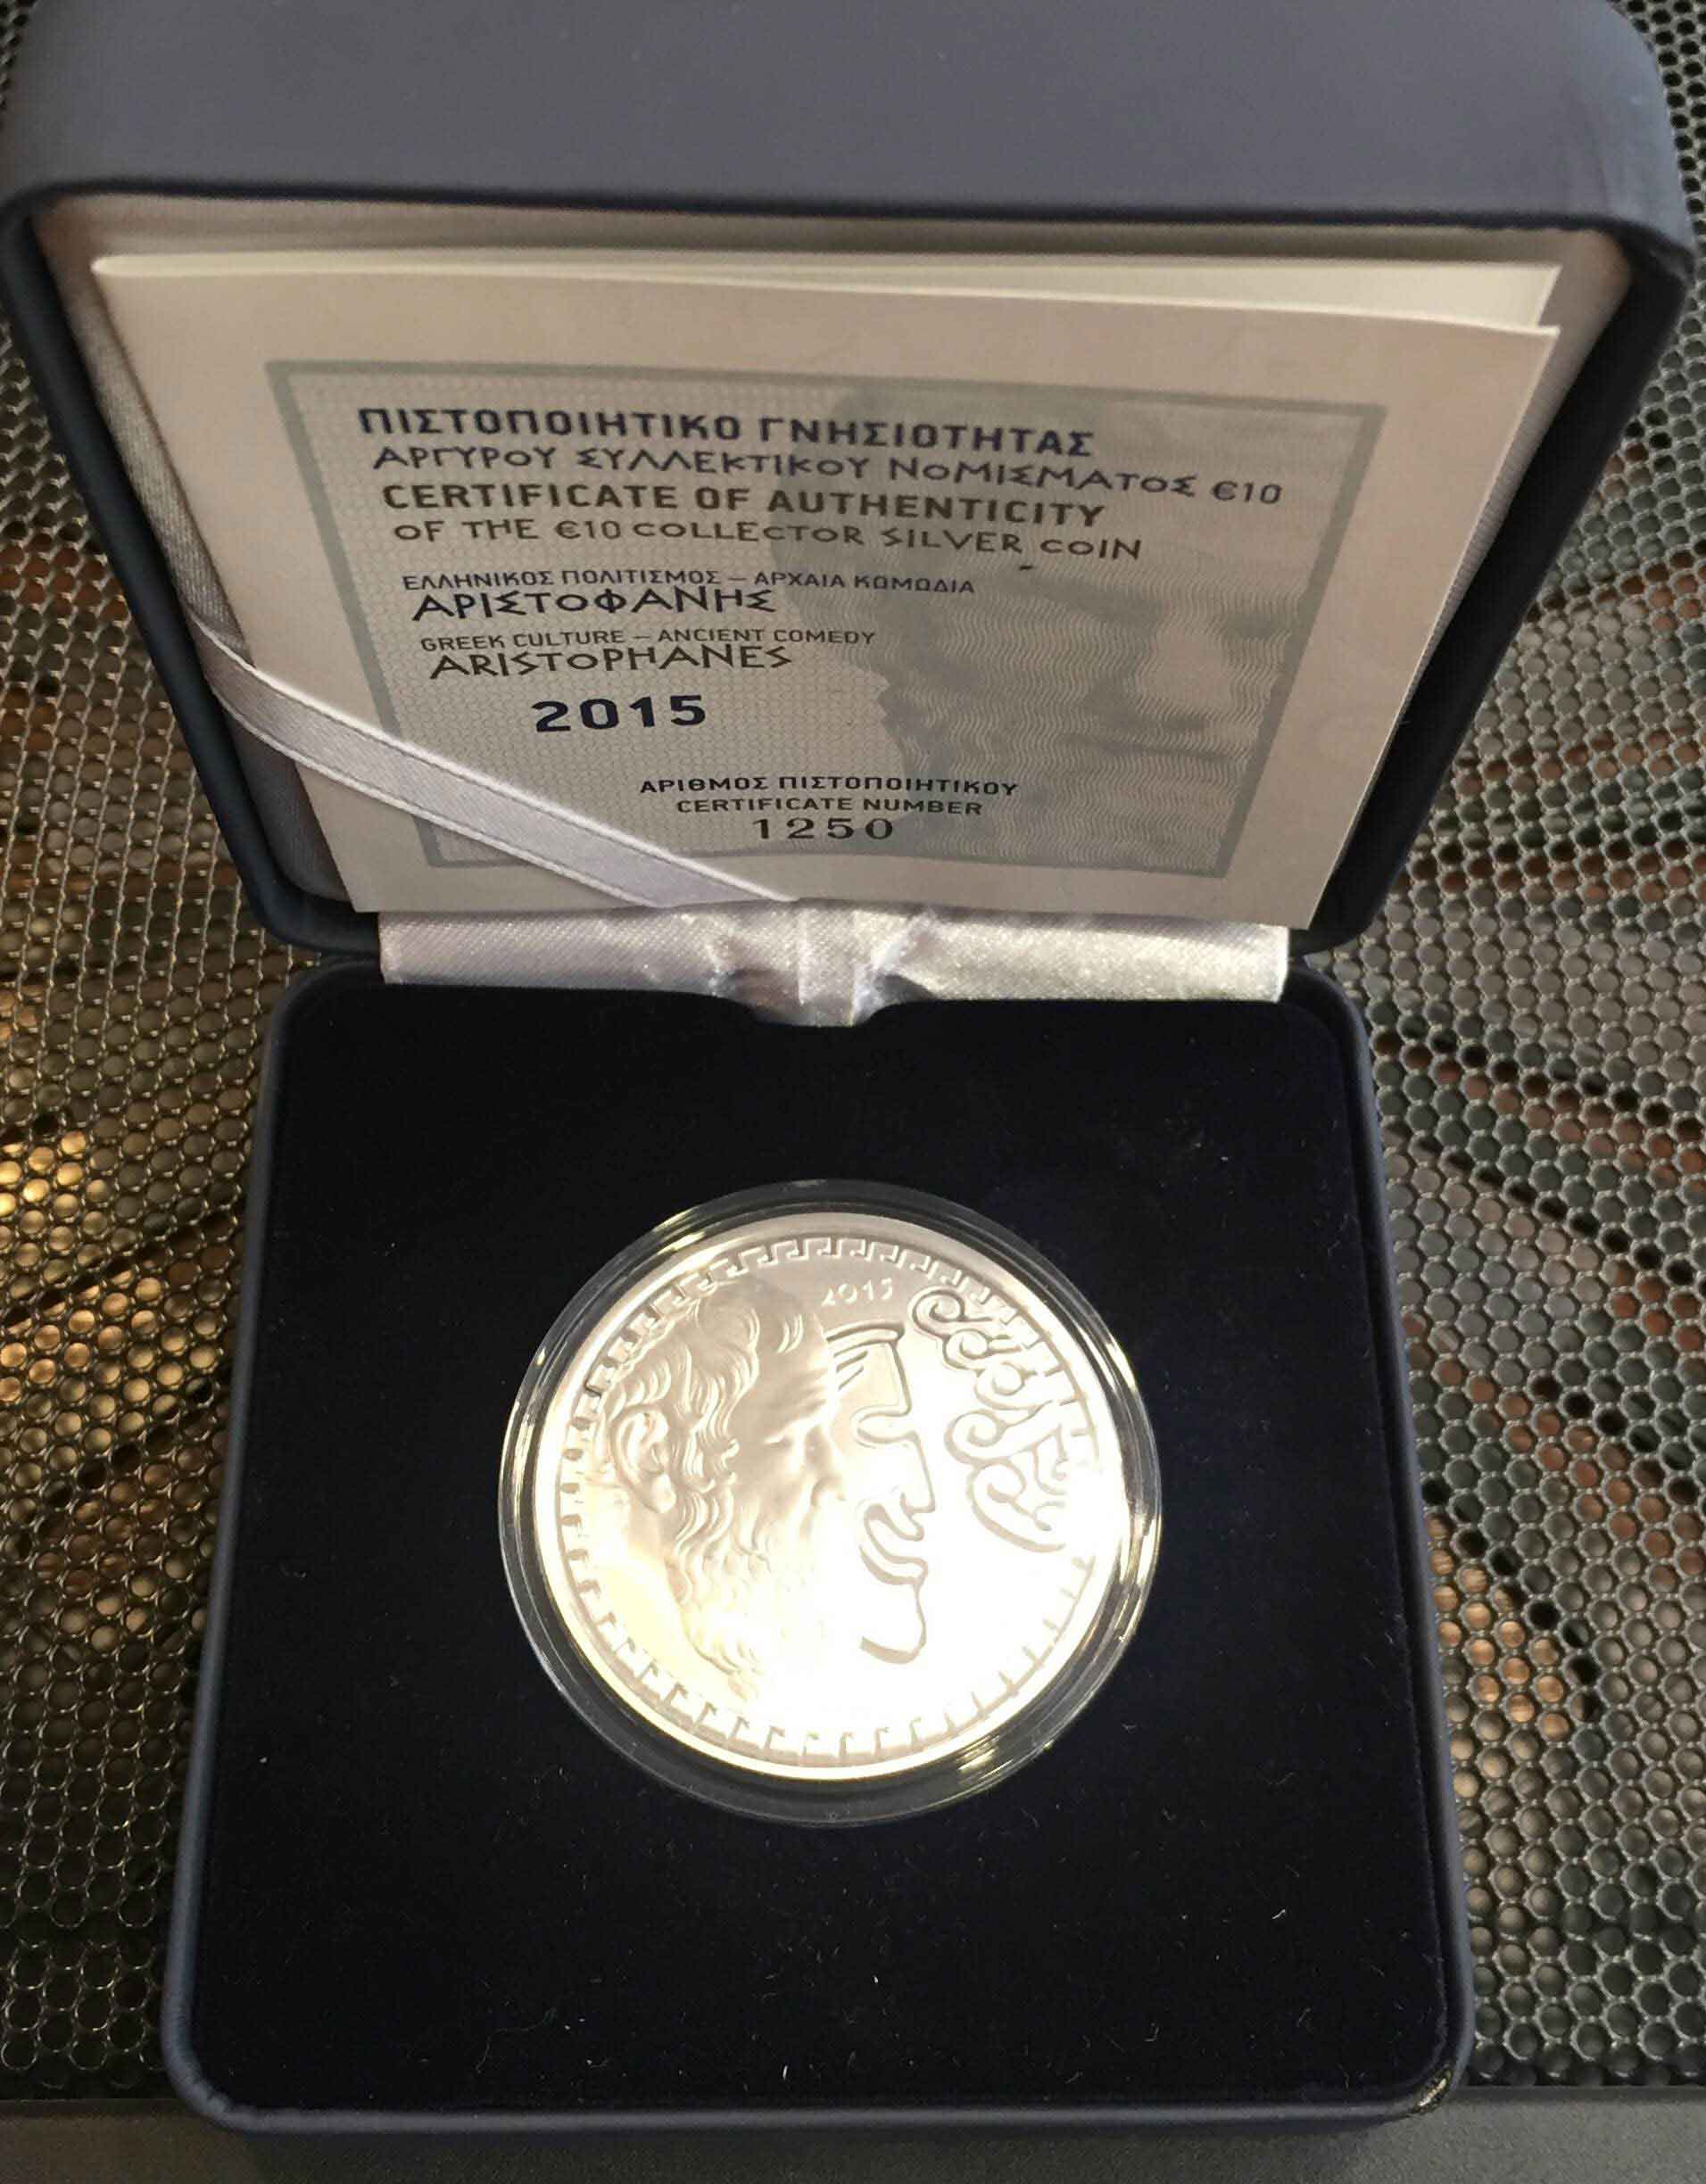 ΠΙΣΤΟΠΟΙΗΤΙΚΟ ΓΝΗΣΙΟΤΗΤΑΣ
ΑΡΓΥΡΟΥ ΣΥΛΛΕΚΤΙΚΟΥ ΝΟΜΙΣΜΑΤΟΣ €10
CERTIFICATE OF AUTHENTICITY
OF THE €10 COLLECTOR SILVER COIN
ΕΛΛΗΝΙΚΟΣ ΠΟΛΙΤΙΣΜΟΣ – ΑΡΧΑΙΑ ΚΩΜΩΔΙΑ
ΑΡΙΣΤΟΦΑΝΗΣ
GREEK CULTURE – ANCIENT COMEDY
ARISTOPHANES
2015
ΑΡΙΘΜΟΣ ΠΙΣΤΟΠΟΙΗΤΙΚΟΥ
CERTIFICATE NUMBER
1250
2015